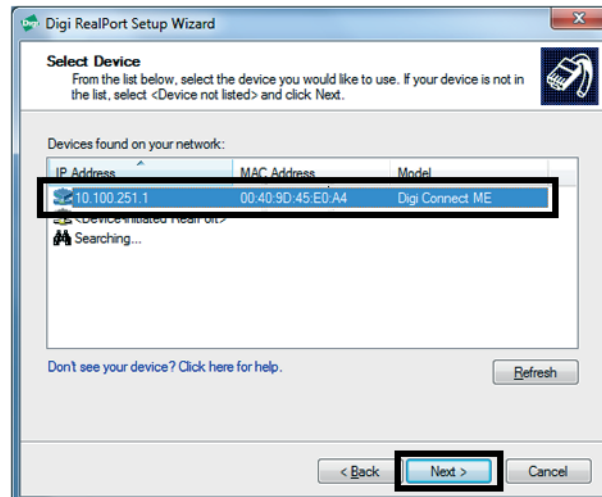 Digi RealPort Setup Wizard
Select Device
From the list below, select the device you would like to use. If your device is not in
the list, select <Device not listed> and click Next.
Devices found on your network:
IP Address MAC Address Model
10.100.251.1 00:40:9D:45:E0:A4 Digi Connect ME
<Device-Initiated RealPort>
Searching...
Don't see your device? Click here for help.
Refresh
< Back Next > Cancel